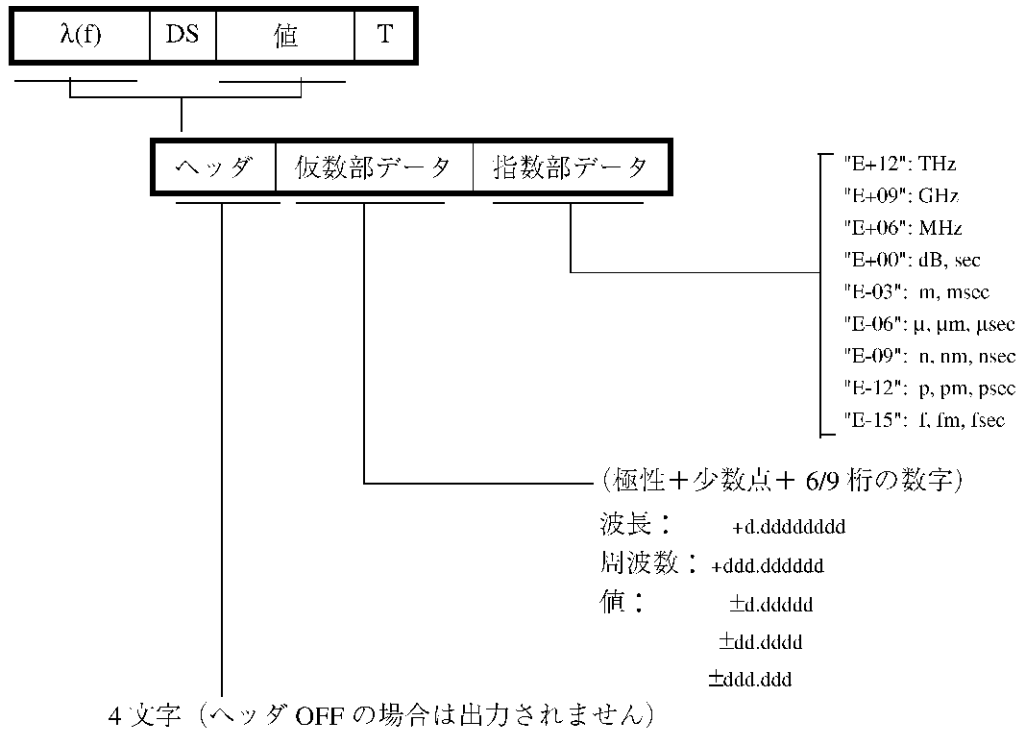 λ(f) DS 値 T
ヘッダ 仮数部データ 指数部データ
"E+12": THz
"E+09": GHz
"E+06": MHz
"E+00": dB, sec
"E-03": m, msec
"E-06": μ, μm, μsec
"E-09": n, nm, nsec
"E-12": p, pm, psec
"E-15": f, fm, fsec
（極性＋少数点＋ 6/9 桁の数字）
波長： +d.dddddddd
周波数： +ddd.dddddd
値： ±d.ddddd
±dd.dddd
±ddd.ddd
4 文字（ヘッダ OFF の場合は出力されません）